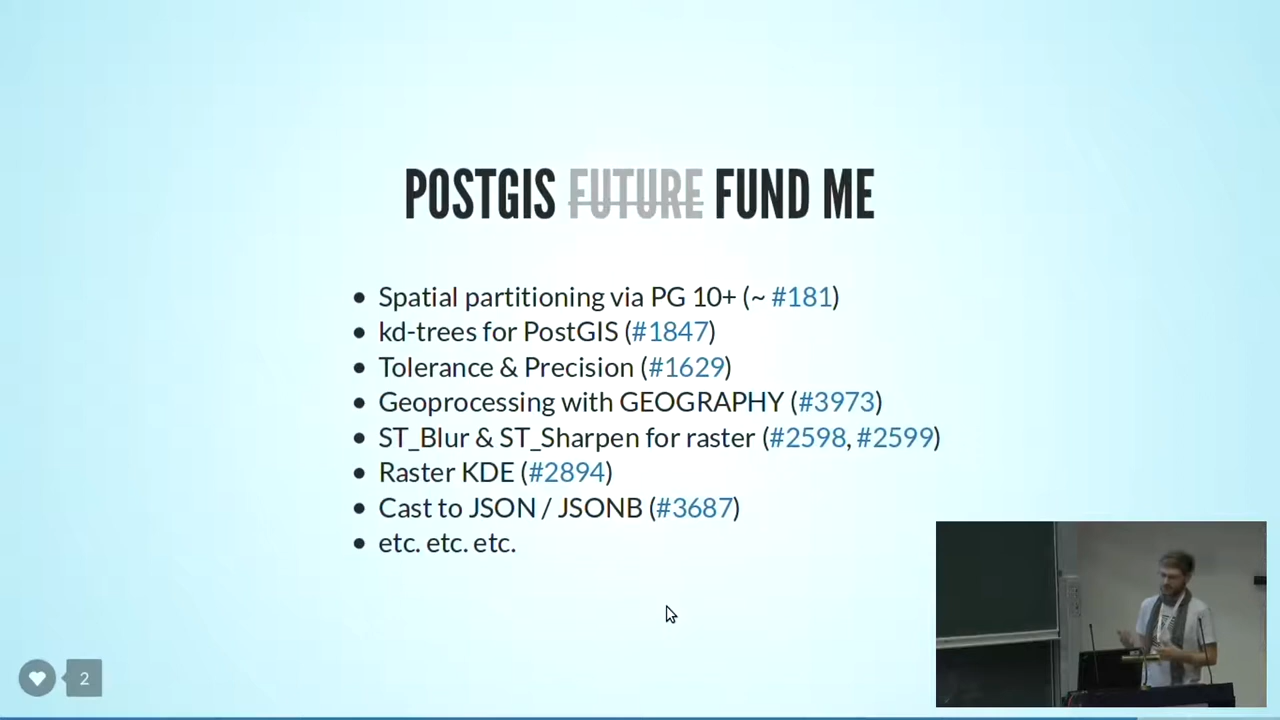 POSTGIS FUTURE FUND ME
• Spatial partitioning via PG 10+ (~ #181)
• kd-trees for PostGIS (#1847)
• Tolerance & Precision (#1629)
• Geoprocessing with GEOGRAPHY (#3973)
• ST_Blur & ST_Sharpen for raster (#2598, #2599)
• Raster KDE (#2894)
• Cast to JSON / JSONB (#3687)
• etc. etc. etc.
2